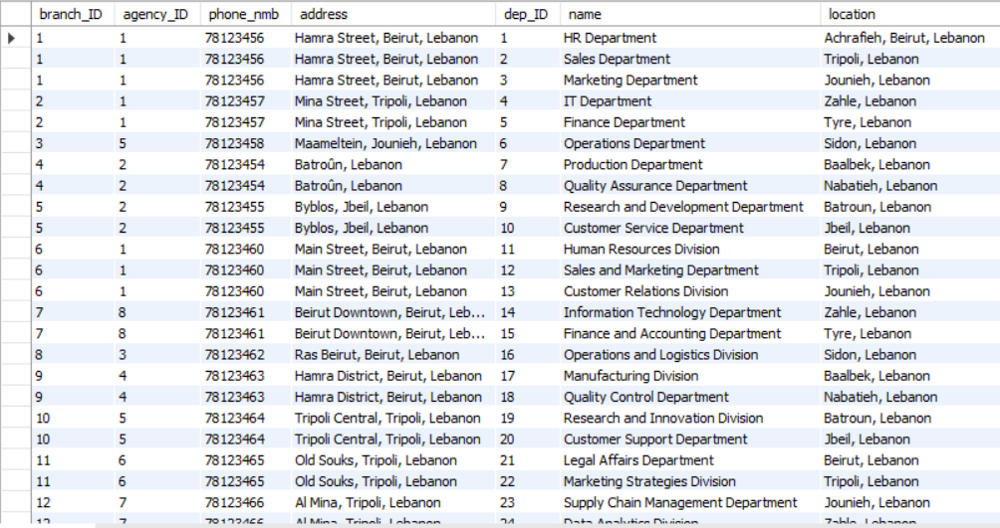 branch_ID agency_ID phone_nmb address dep_ID name location
1 1 78123456 Hamra Street, Beirut, Lebanon 1 HR Department Achrafieh, Beirut, Lebanon
1 1 78123456 Hamra Street, Beirut, Lebanon 2 Sales Department Tripoli, Lebanon
1 1 78123456 Hamra Street, Beirut, Lebanon 3 Marketing Department Jounieh, Lebanon
2 1 78123457 Mina Street, Tripoli, Lebanon 4 IT Department Zahle, Lebanon
2 1 78123457 Mina Street, Tripoli, Lebanon 5 Finance Department Tyre, Lebanon
3 5 78123458 Maameltein, Jounieh, Lebanon 6 Operations Department Sidon, Lebanon
4 2 78123454 Batroûn, Lebanon 7 Production Department Baalbek, Lebanon
4 2 78123454 Batroûn, Lebanon 8 Quality Assurance Department Nabatieh, Lebanon
5 2 78123455 Byblos, Jbeil, Lebanon 9 Research and Development Department Batroun, Lebanon
5 2 78123455 Byblos, Jbeil, Lebanon 10 Customer Service Department Jbeil, Lebanon
6 1 78123460 Main Street, Beirut, Lebanon 11 Human Resources Division Beirut, Lebanon
6 1 78123460 Main Street, Beirut, Lebanon 12 Sales and Marketing Department Tripoli, Lebanon
6 1 78123460 Main Street, Beirut, Lebanon 13 Customer Relations Division Jounieh, Lebanon
7 8 78123461 Beirut Downtown, Beirut, Leb... 14 Information Technology Department Zahle, Lebanon
7 8 78123461 Beirut Downtown, Beirut, Leb... 15 Finance and Accounting Department Tyre, Lebanon
8 3 78123462 Ras Beirut, Beirut, Lebanon 16 Operations and Logistics Division Sidon, Lebanon
9 4 78123463 Hamra District, Beirut, Lebanon 17 Manufacturing Division Baalbek, Lebanon
9 4 78123463 Hamra District, Beirut, Lebanon 18 Quality Control Department Nabatieh, Lebanon
10 5 78123464 Tripoli Central, Tripoli, Lebanon 19 Research and Innovation Division Batroun, Lebanon
10 5 78123464 Tripoli Central, Tripoli, Lebanon 20 Customer Support Department Jbeil, Lebanon
11 6 78123465 Old Souks, Tripoli, Lebanon 21 Legal Affairs Department Beirut, Lebanon
11 6 78123465 Old Souks, Tripoli, Lebanon 22 Marketing Strategies Division Tripoli, Lebanon
12 7 78123466 Al Mina, Tripoli, Lebanon 23 Supply Chain Management Department Jounieh, Lebanon
12 7 78123466 Al Mina, Tripoli, Lebanon 24 Data Analytics Division Zahle, Lebanon